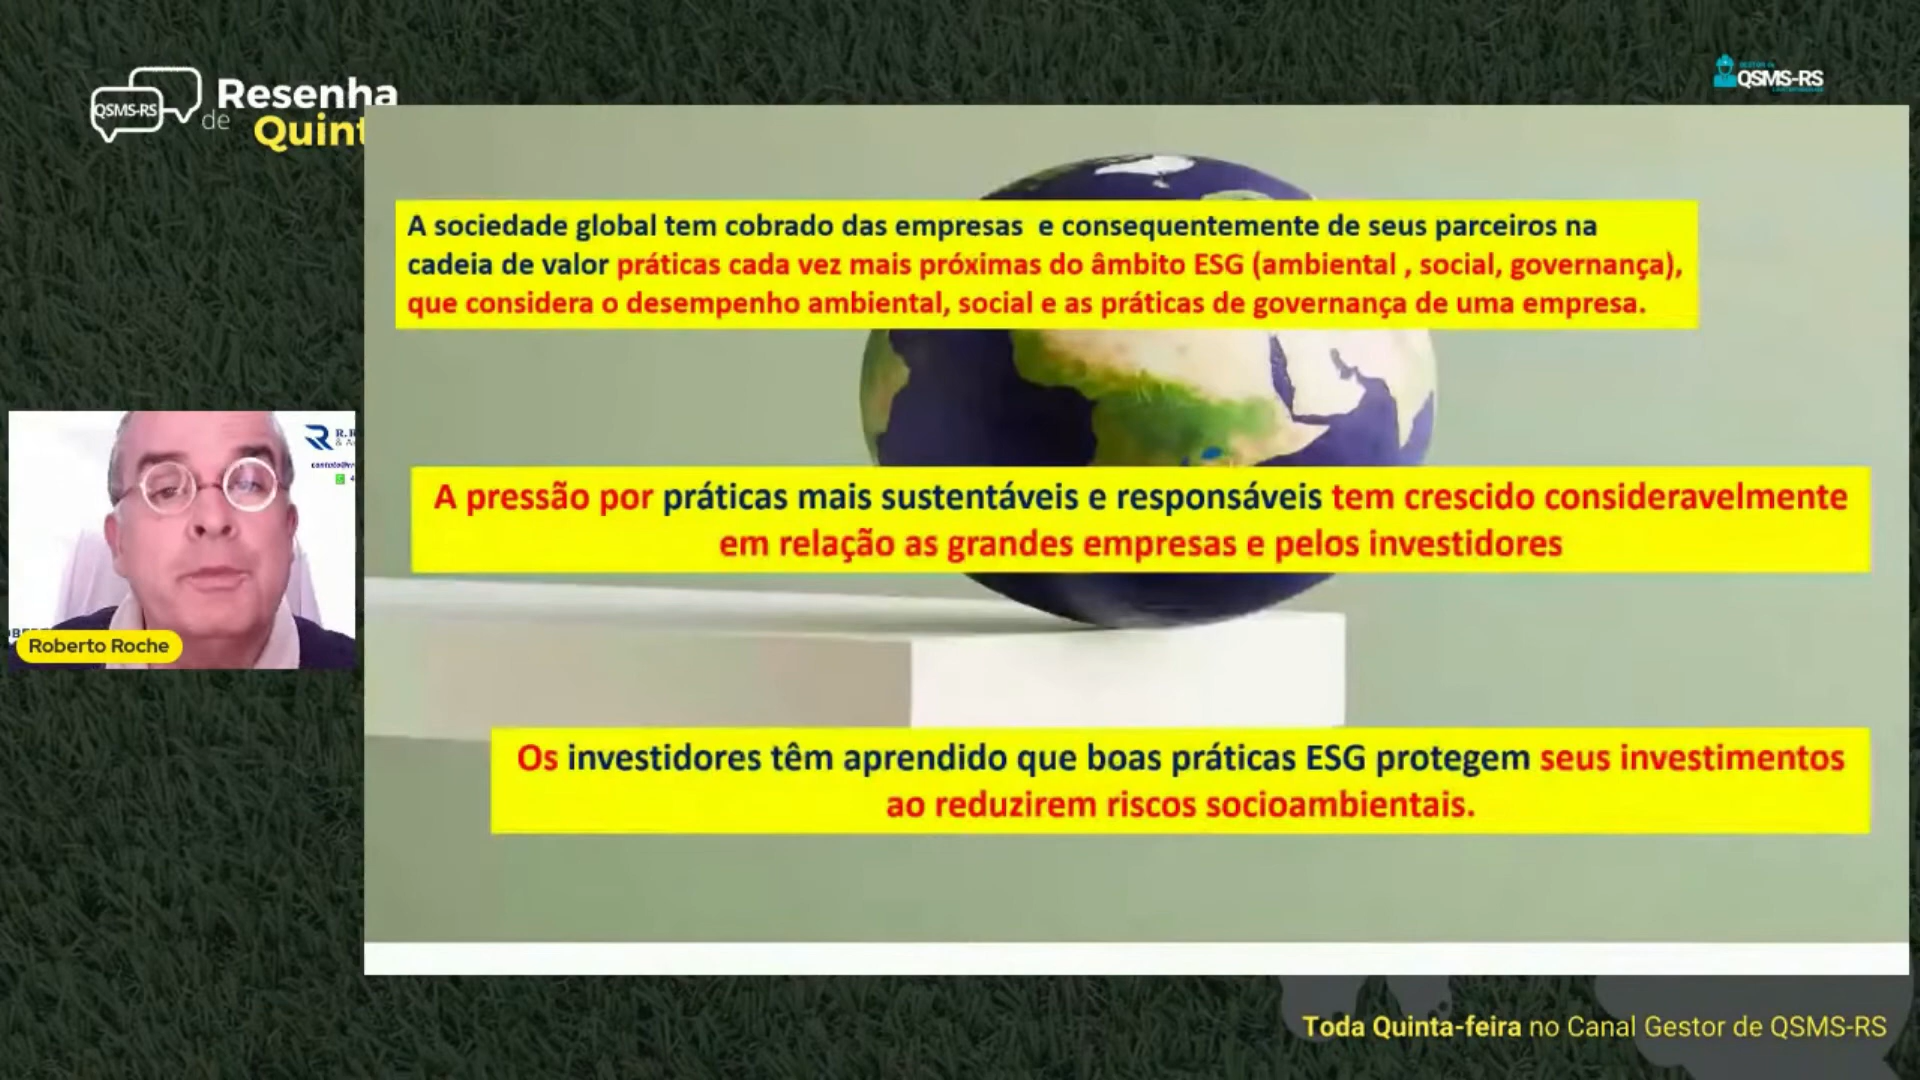 QSMS-RS
Resenha
de
Quint
QSMS-RS
A sociedade global tem cobrado das empresas e consequentemente de seus parceiros na
cadeia de valor práticas cada vez mais próximas do âmbito ESG (ambiental , social, governança),
que considera o desempenho ambiental, social e as práticas de governança de uma empresa.
A pressão por práticas mais sustentáveis e responsáveis tem crescido consideravelmente
em relação as grandes empresas e pelos investidores
Roberto Roche
Os investidores têm aprendido que boas práticas ESG protegem seus investimentos
ao reduzirem riscos socioambientais.
Toda Quinta-feira no Canal Gestor de QSMS-RS